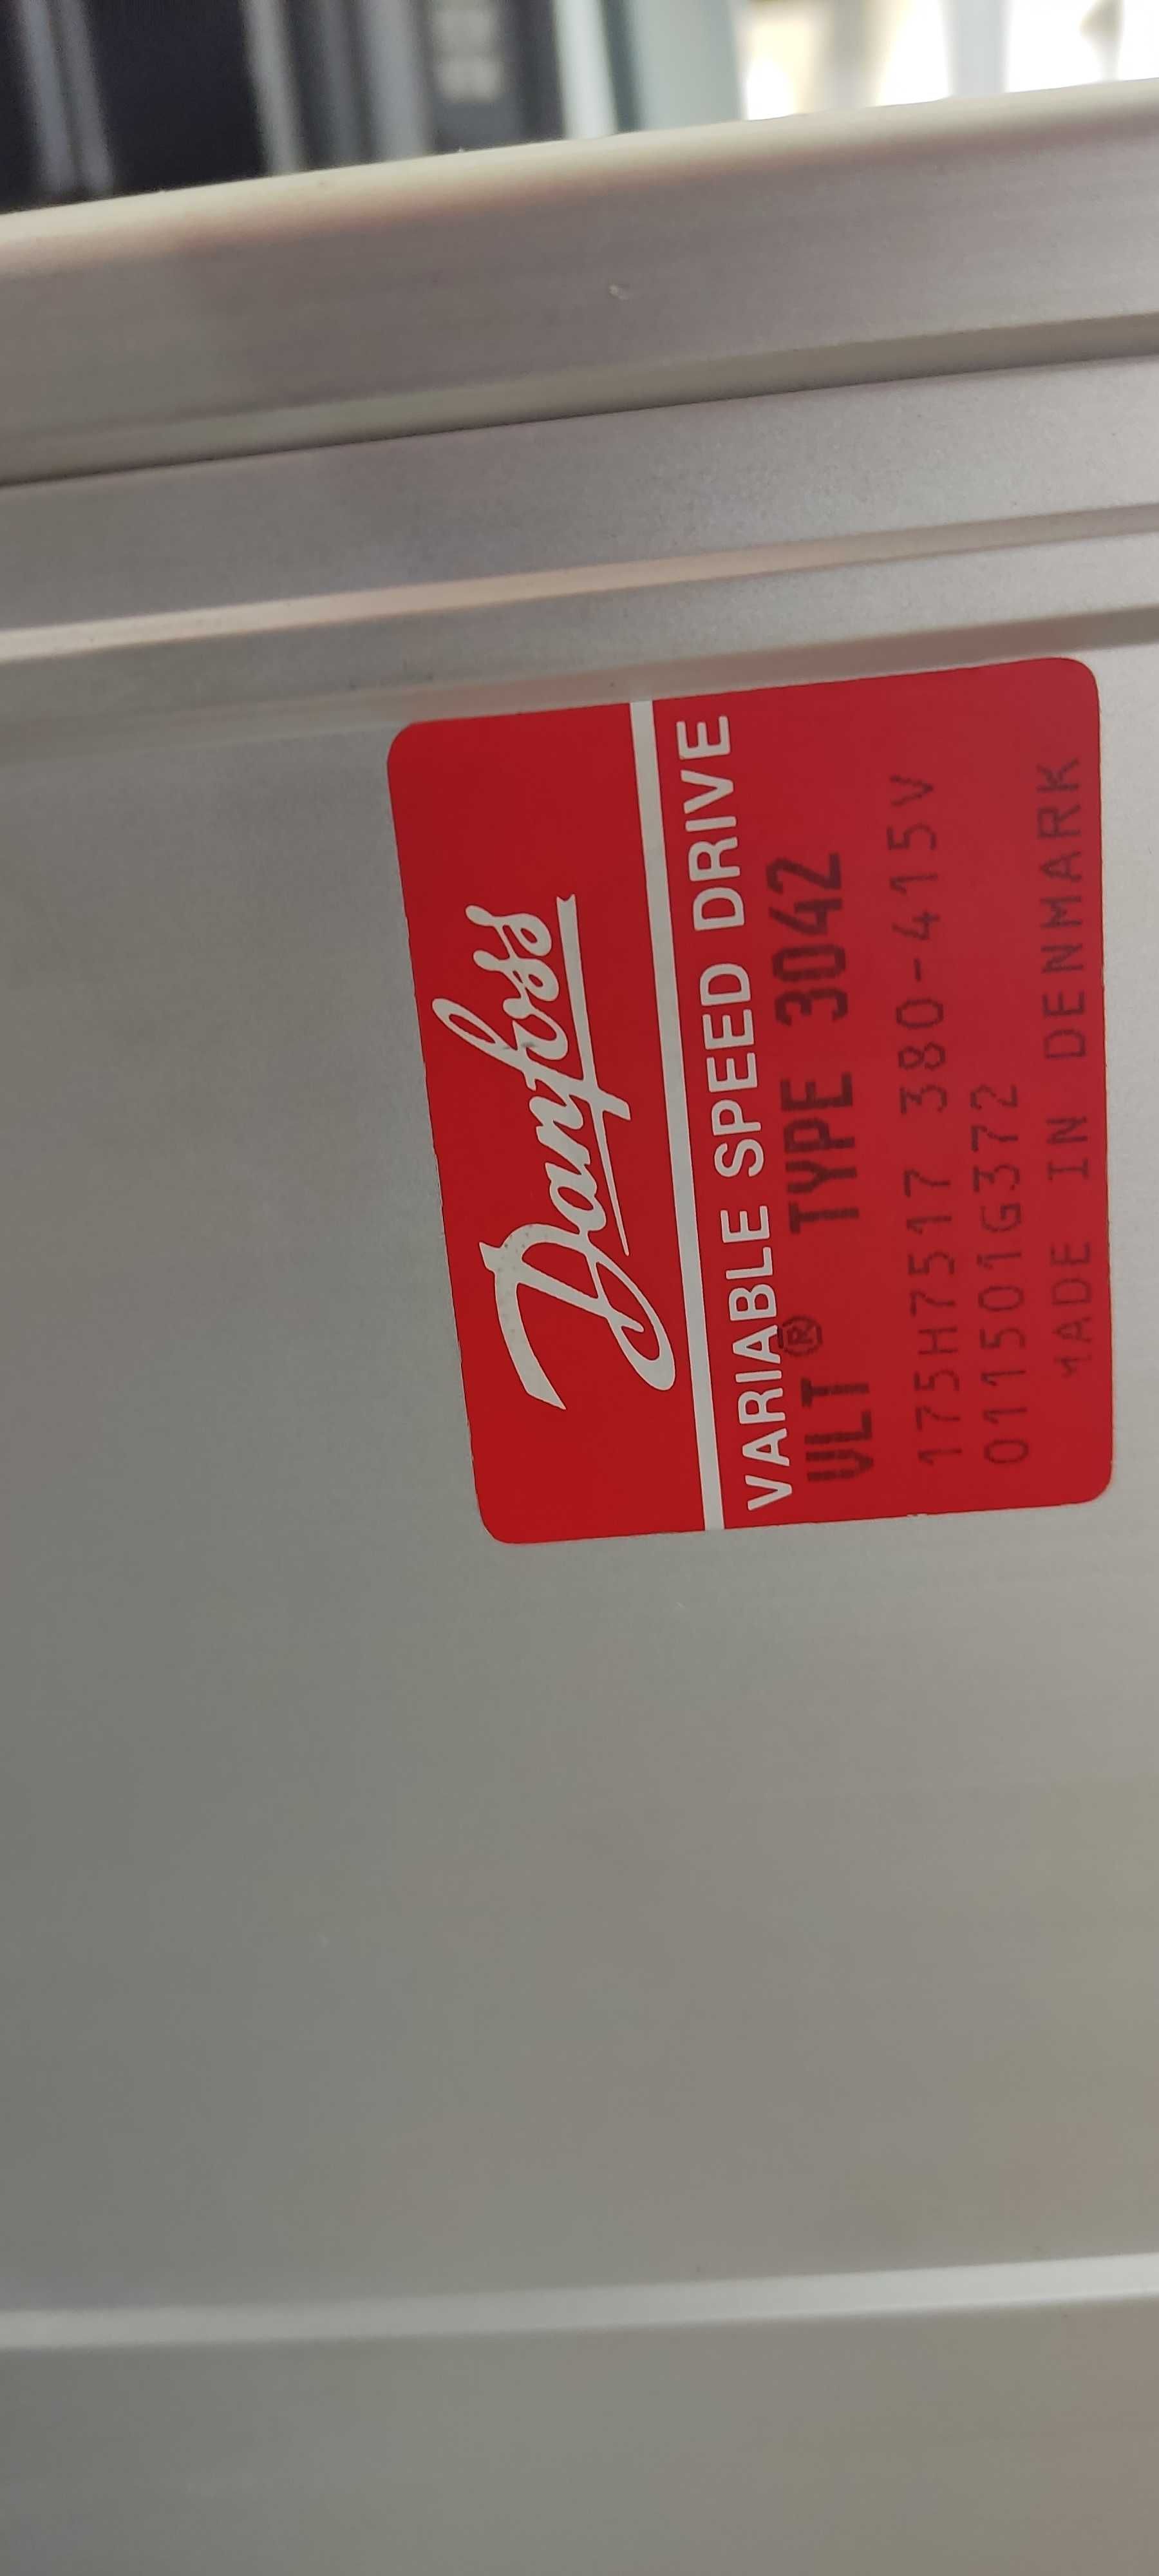 Danfoss
VARIABLE SPEED DRIVE
VLT® TYPE 3042
175H7517 380-415V
011501G372
MADE IN DENMARK